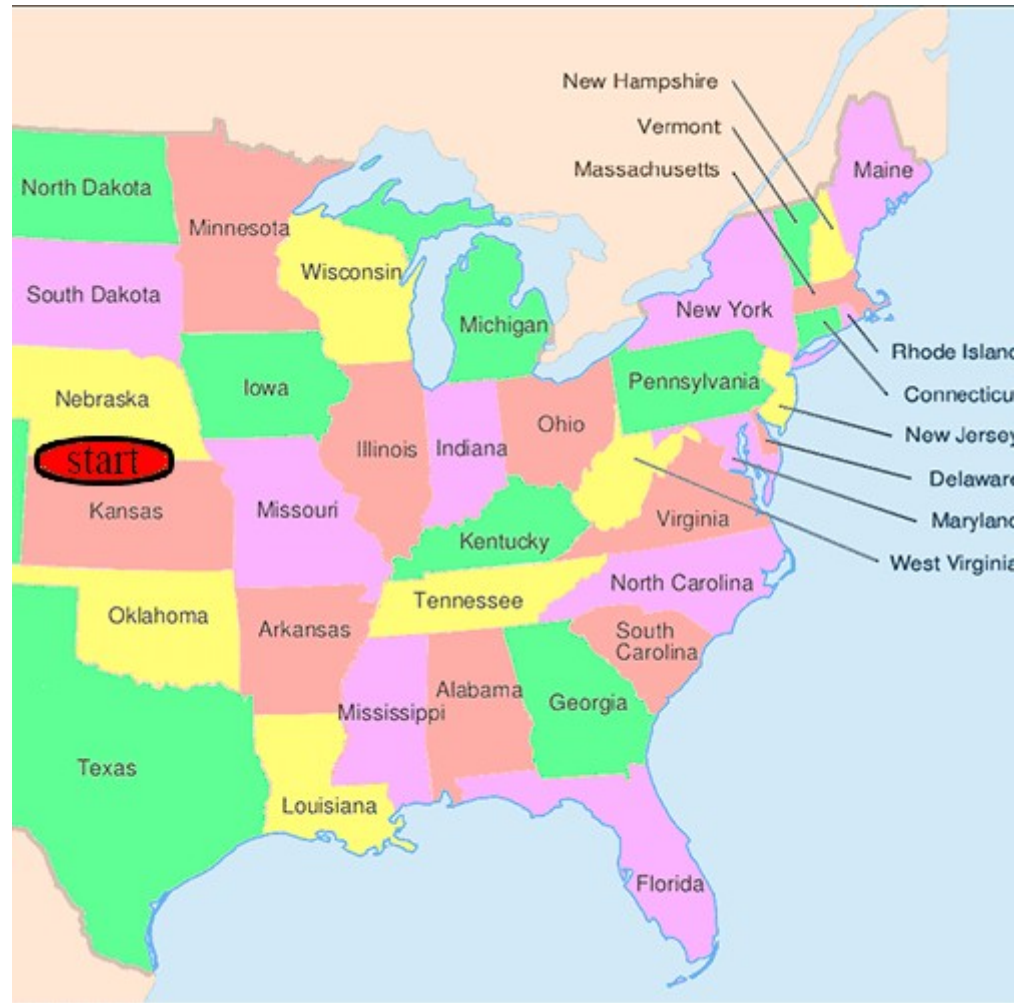 New Hampshire
Vermont
Massachusetts
Maine
North Dakota
Minnesota
Wisconsin
South Dakota
New York
Michigan
Rhode Island
Pennsylvania
Iowa
Nebraska
Connecticu
Ohio
New Jersey
Illinois
Indiana
start
Delaware
Kansas
Missouri
Virginia
Maryland
Kentucky
West Virginia
North Carolina
Tennessee
Oklahoma
Arkansas
South
Carolina
Alabama
Georgia
Mississippi
Texas
Louisiana
Florida